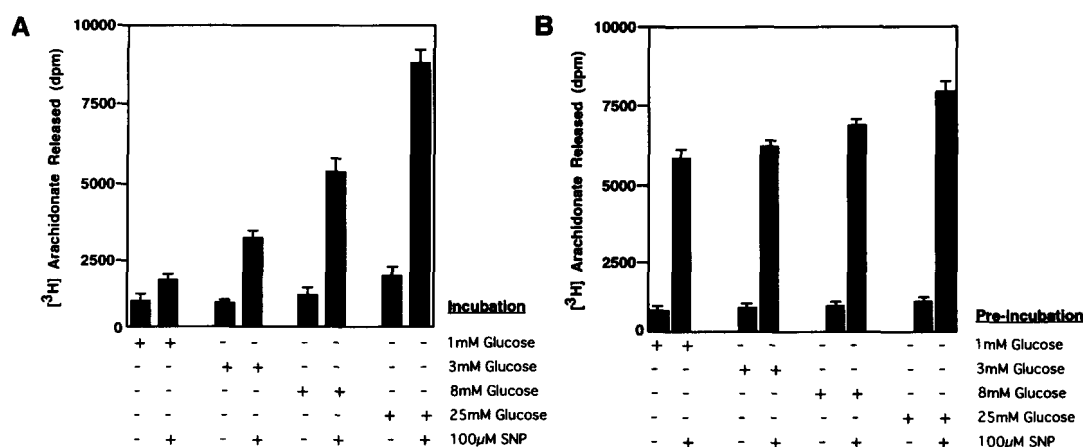 A
[³H] Arachidonate Released (dpm)
10000
7500
5000
2500
0
Incubation
+ + - - - - - - 1mM Glucose
- - + + - - - - 3mM Glucose
- - - - + + - - 8mM Glucose
- - - - - - + + 25mM Glucose
- + - + - + - + 100µM SNP
B
[³H] Arachidonate Released (dpm)
10000
7500
5000
2500
0
Pre-incubation
+ + - - - - - - 1mM Glucose
- - + + - - - - 3mM Glucose
- - - - + + - - 8mM Glucose
- - - - - - + + 25mM Glucose
- + - + - + - + 100µM SNP